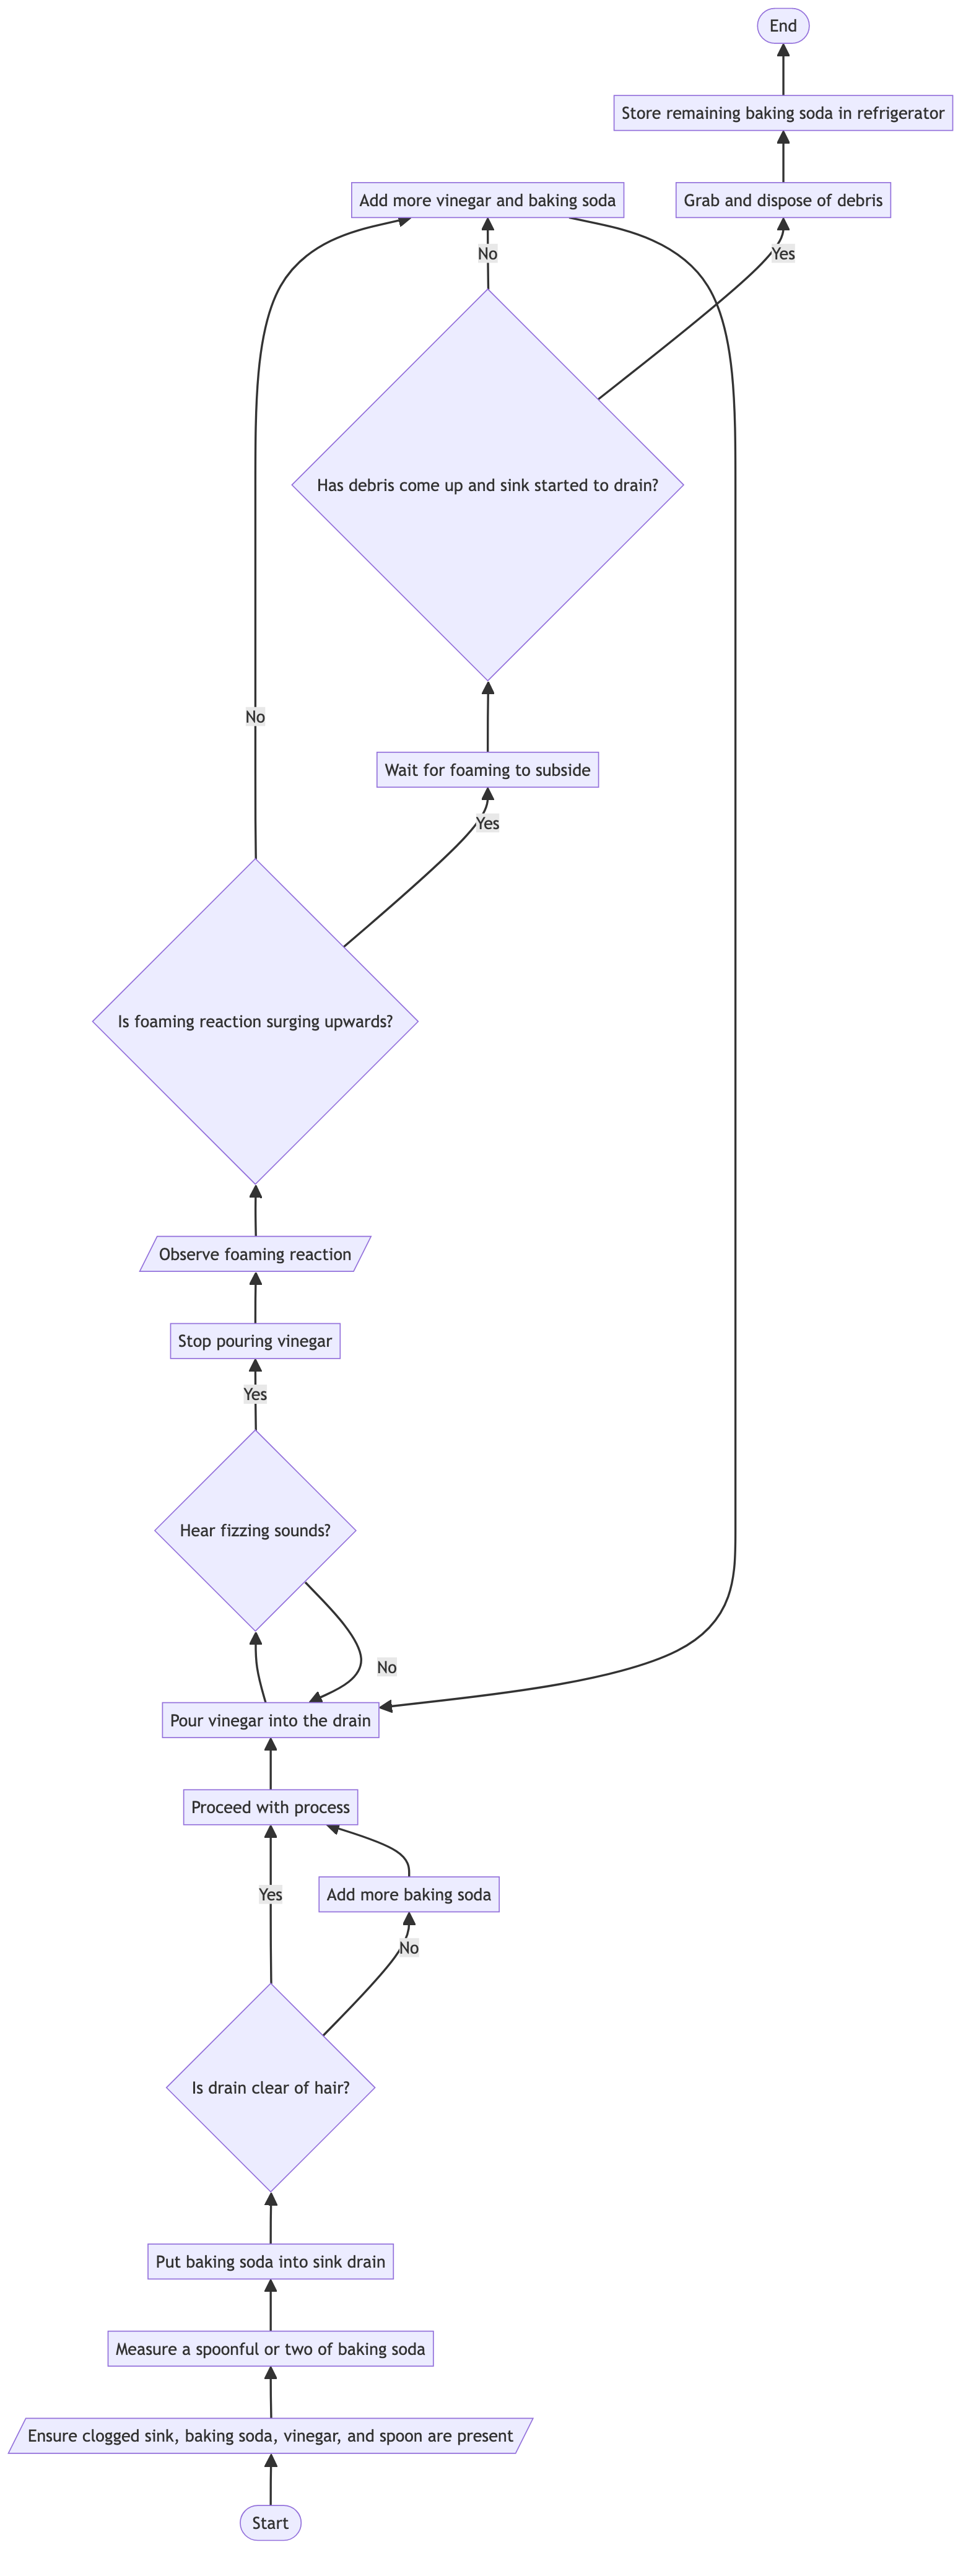 End
Store remaining baking soda in refrigerator
Add more vinegar and baking soda
Grab and dispose of debris
No
Yes
Has debris come up and sink started to drain?
No
Wait for foaming to subside
Yes
Is foaming reaction surging upwards?
Observe foaming reaction
Stop pouring vinegar
Yes
Hear fizzing sounds?
No
Pour vinegar into the drain
Proceed with process
Yes
Add more baking soda
No
Is drain clear of hair?
Put baking soda into sink drain
Measure a spoonful or two of baking soda
Ensure clogged sink, baking soda, vinegar, and spoon are present
Start